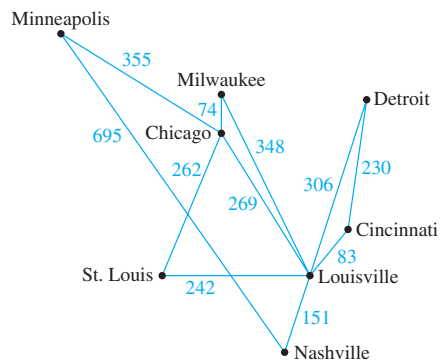 Minneapolis
355
Milwaukee
74
Detroit
Chicago
695
348
262
306
230
269
Cincinnati
83
St. Louis
242
Louisville
151
Nashville